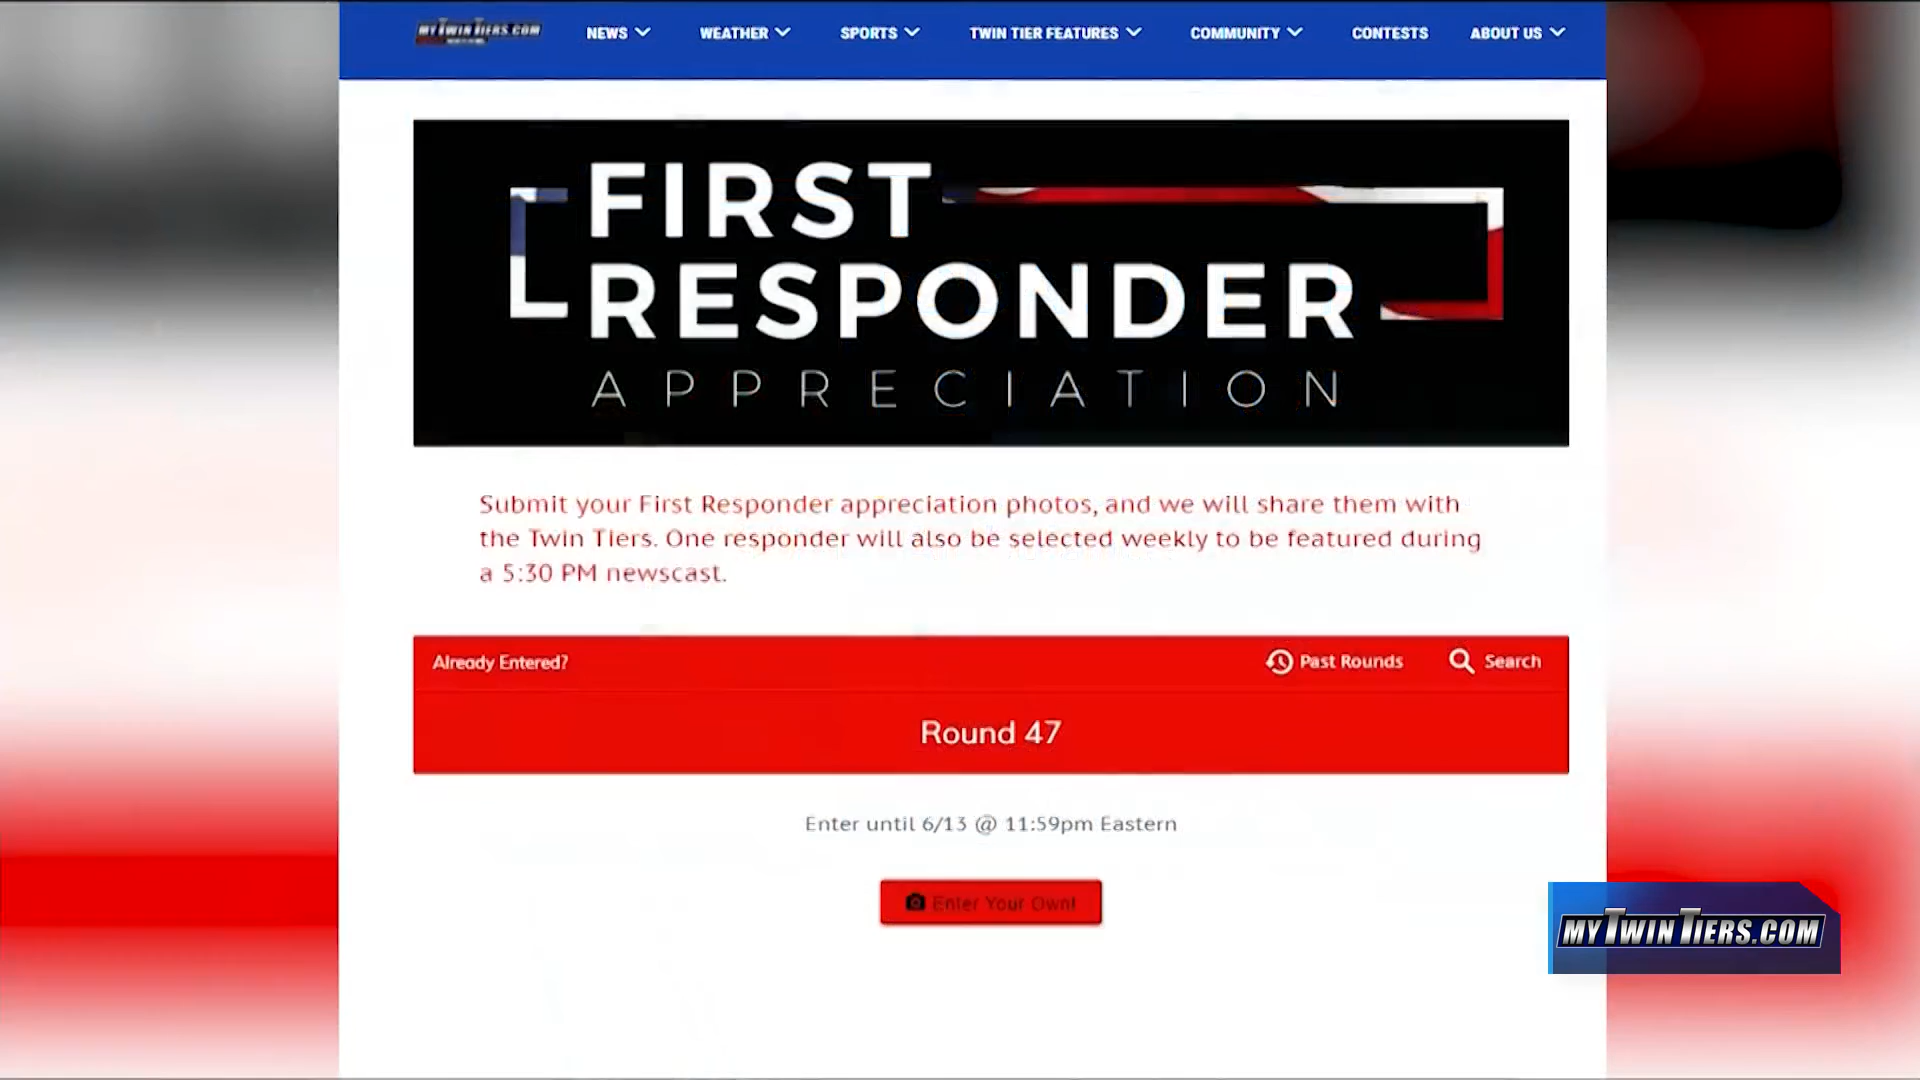 MYTWINTIERS.COM
NEWS WEATHER SPORTS TWIN TIER FEATURES COMMUNITY CONTESTS ABOUT US
FIRST
RESPONDER
APPRECIATION
Submit your First Responder appreciation photos, and we will share them with
the Twin Tiers. One responder will also be selected weekly to be featured during
a 5:30 PM newscast.
Already Entered? Past Rounds Search
Round 47
Enter until 6/13 @ 11:59pm Eastern
Enter Your Own!
MYTWINTIERS.COM